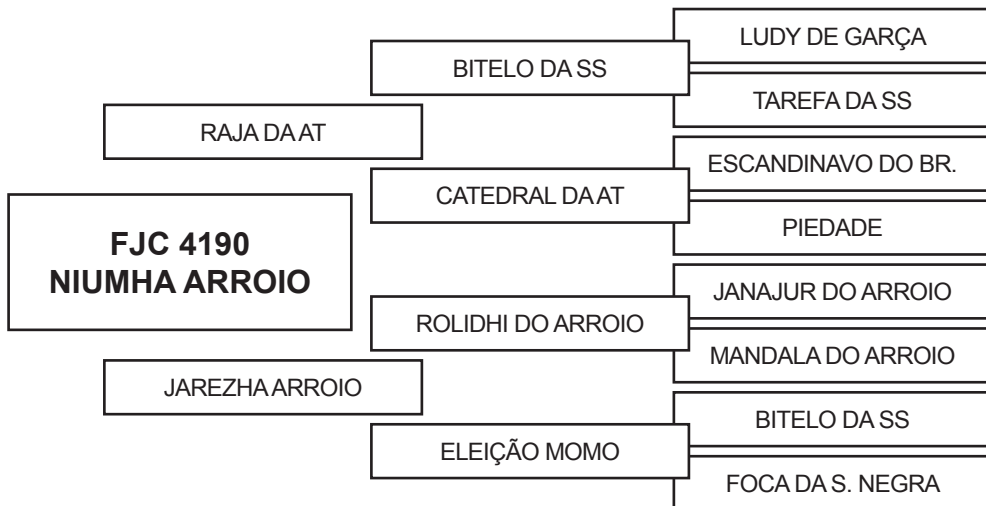 LUDY DE GARÇA
BITELO DA SS
TAREFA DA SS
RAJA DA AT
ESCANDINAVO DO BR.
CATEDRAL DA AT
PIEDADE
FJC 4190
NIUMHA ARROIO
JANAJUR DO ARROIO
ROLIDHI DO ARROIO
MANDALA DO ARROIO
JAREZHA ARROIO
BITELO DA SS
ELEIÇÃO MOMO
FOCA DA S. NEGRA